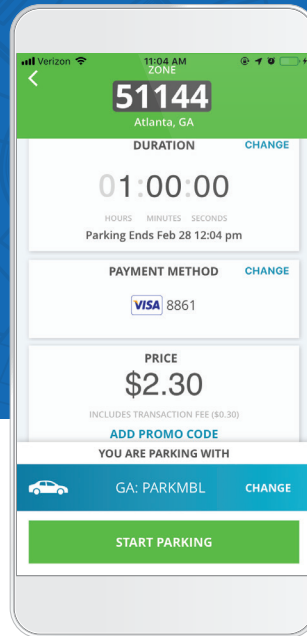 Verizon 11:04 AM
ZONE
51144
Atlanta, GA
DURATION CHANGE
01:00:00
HOURS MINUTES SECONDS
Parking Ends Feb 28 12:04 pm
PAYMENT METHOD CHANGE
VISA 8861
PRICE
$2.30
INCLUDES TRANSACTION FEE ($0.30)
ADD PROMO CODE
YOU ARE PARKING WITH
GA: PARKMBL CHANGE
START PARKING